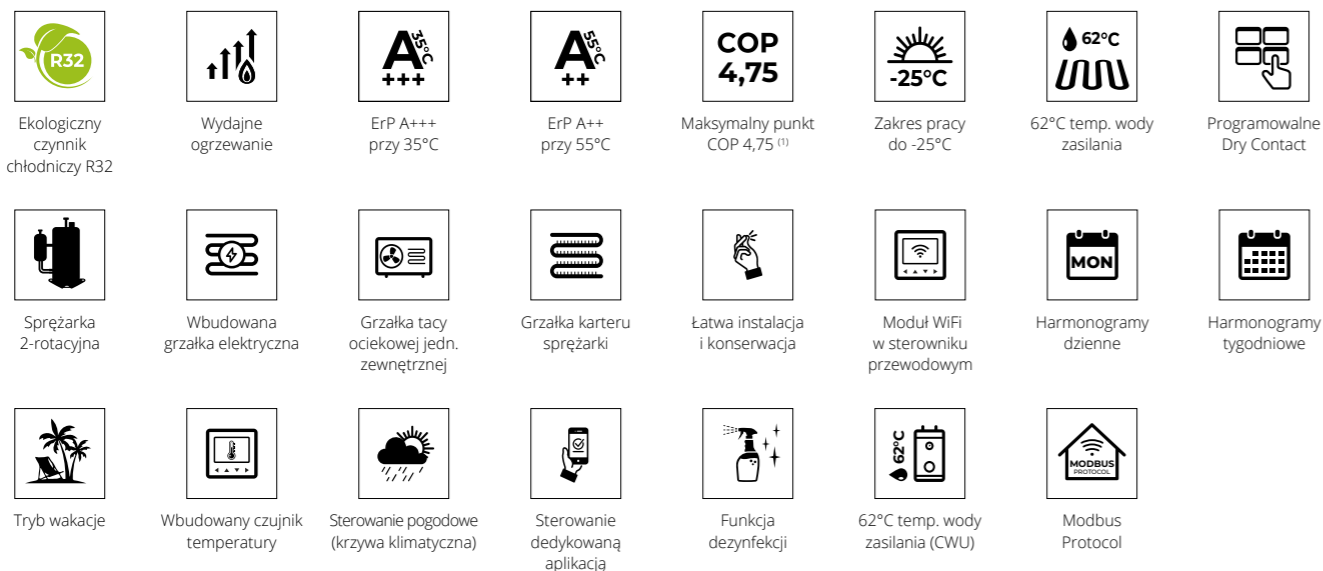 R32
Ekologiczny
czynnik
chłodniczy R32
Wydajne
ogrzewanie
A 35°C
+++
ErP A+++
przy 35°C
A 55°C
++
ErP A++
przy 55°C
COP
4,75
Maksymalny punkt
COP 4,75 (1)
-25°C
Zakres pracy
do -25°C
62°C
62°C temp. wody
zasilania
Programowalne
Dry Contact
Sprężarka
2-rotacyjna
Wbudowana
grzałka elektryczna
Grzałka tacy
ociekowej jedn.
zewnętrznej
Grzałka karteru
sprężarki
Łatwa instalacja
i konserwacja
Moduł WiFi
w sterowniku
przewodowym
MON
Harmonogramy
dzienne
Harmonogramy
tygodniowe
Tryb wakacje
Wbudowany czujnik
temperatury
Sterowanie pogodowe
(krzywa klimatyczna)
Sterowanie
dedykowaną
aplikacją
Funkcja
dezynfekcji
62°C
62°C temp. wody
zasilania (CWU)
MODBUS
PROTOCOL
Modbus
Protocol